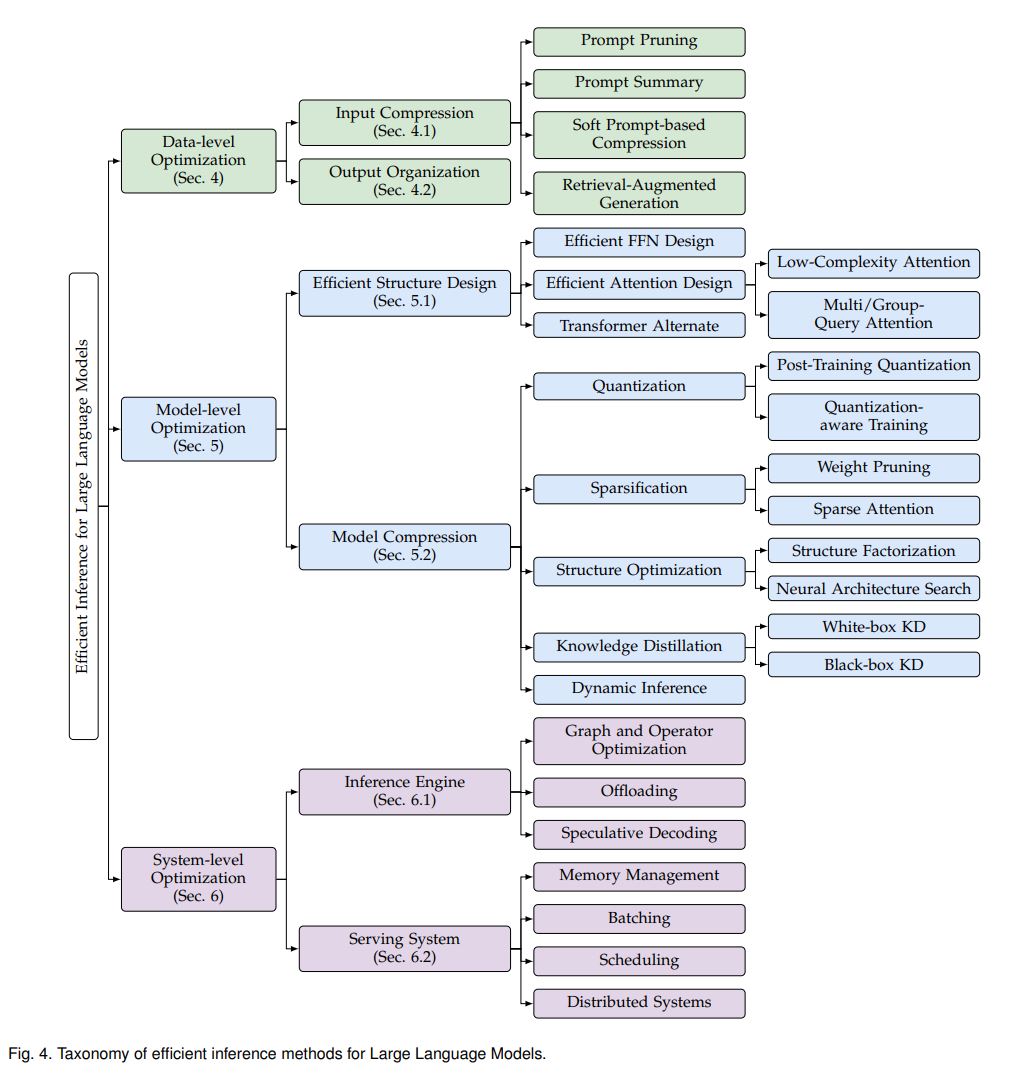 Efficient Inference for Large Language Models
Data-level
Optimization
(Sec. 4)
Input Compression
(Sec. 4.1)
Prompt Pruning
Prompt Summary
Soft Prompt-based
Compression
Retrieval-Augmented
Generation
Output Organization
(Sec. 4.2)
Model-level
Optimization
(Sec. 5)
Efficient Structure Design
(Sec. 5.1)
Efficient FFN Design
Efficient Attention Design
Low-Complexity Attention
Multi/Group-
Query Attention
Transformer Alternate
Model Compression
(Sec. 5.2)
Quantization
Post-Training Quantization
Quantization-
aware Training
Sparsification
Weight Pruning
Sparse Attention
Structure Optimization
Structure Factorization
Neural Architecture Search
Knowledge Distillation
White-box KD
Black-box KD
Dynamic Inference
System-level
Optimization
(Sec. 6)
Inference Engine
(Sec. 6.1)
Graph and Operator
Optimization
Offloading
Speculative Decoding
Serving System
(Sec. 6.2)
Memory Management
Batching
Scheduling
Distributed Systems
Fig. 4. Taxonomy of efficient inference methods for Large Language Models.